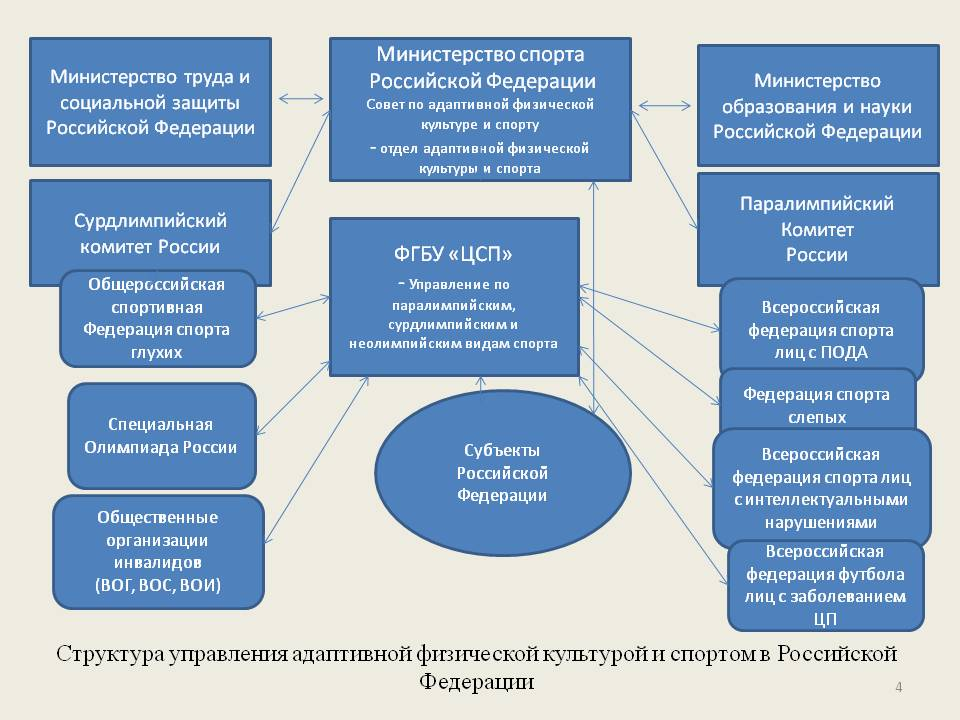 Министерство труда и
социальной защиты
Российской Федерации
Министерство спорта
Российской Федерации
Совет по адаптивной физической
культуре и спорту
- отдел адаптивной физической
культуры и спорта
Министерство
образования и науки
Российской Федерации
Сурдлимпийский
комитет России
Паралимпийский
Комитет
России
ФГБУ «ЦСП»
- Управление по
паралимпийским,
сурдлимпийским и
неолимпийским видам спорта
Общероссийская
спортивная
Федерация спорта
глухих
Специальная
Олимпиада России
Общественные
организации
инвалидов
(ВОГ, ВОС, ВОИ)
Субъекты
Российской
Федерации
Всероссийская
федерация спорта
лиц с ПОДА
Федерация спорта
слепых
Всероссийская
федерация спорта лиц
с интеллектуальными
нарушениями
Всероссийская
федерация футбола
лиц с заболеванием
ЦП
Структура управления адаптивной физической культурой и спортом в Российской
Федерации
4